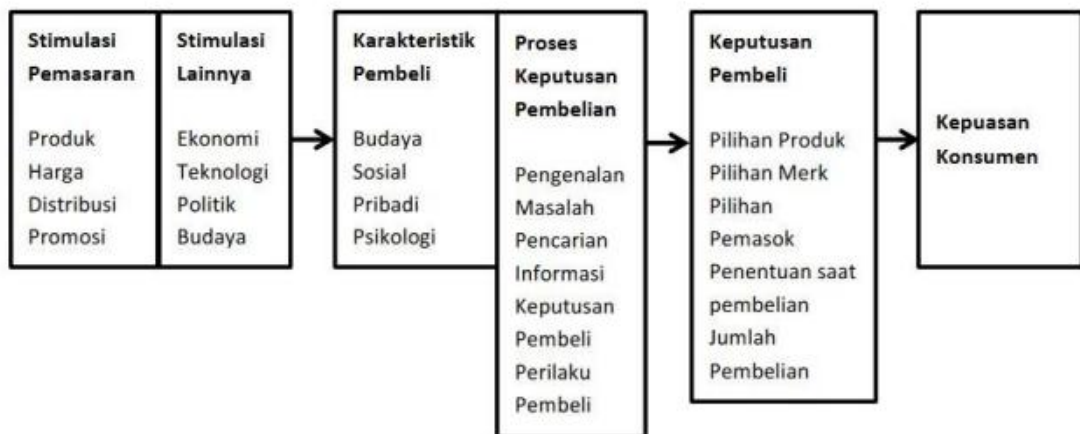 Stimulasi
Pemasaran
Produk
Harga
Distribusi
Promosi
Stimulasi
Lainnya
Ekonomi
Teknologi
Politik
Budaya
Karakteristik
Pembeli
Budaya
Sosial
Pribadi
Psikologi
Proses
Keputusan
Pembelian
Pengenalan
Masalah
Pencarian
Informasi
Keputusan
Pembeli
Perilaku
Pembeli
Keputusan
Pembeli
Pilihan Produk
Pilihan Merk
Pilihan
Pemasok
Penentuan saat
pembelian
Jumlah
Pembelian
Kepuasan
Konsumen